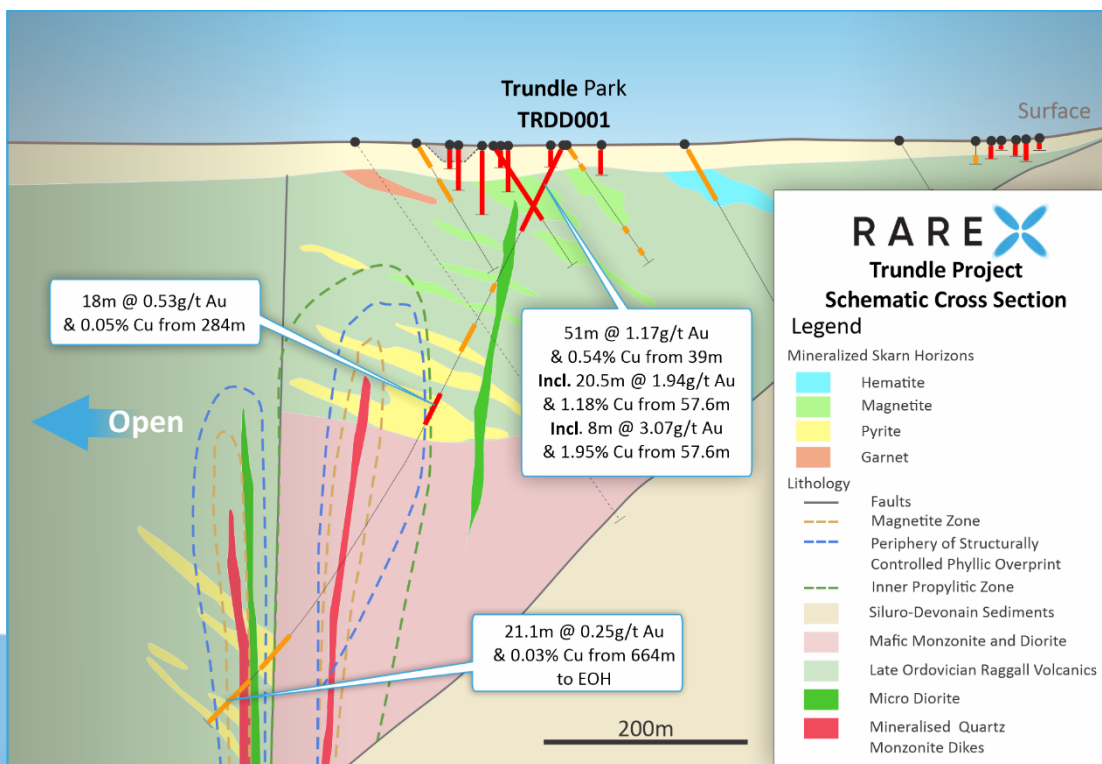 Trundle Park
TRDD001
Surface
18m @ 0.53g/t Au
& 0.05% Cu from 284m
51m @ 1.17g/t Au
& 0.54% Cu from 39m
Incl. 20.5m @ 1.94g/t Au
& 1.18% Cu from 57.6m
Incl. 8m @ 3.07g/t Au
& 1.95% Cu from 57.6m
Open
21.1m @ 0.25g/t Au
& 0.03% Cu from 664m
to EOH
200m
RAREX
Trundle Project
Schematic Cross Section
Legend
Mineralized Skarn Horizons
Hematite
Magnetite
Pyrite
Garnet
Lithology
Faults
Magnetite Zone
Periphery of Structurally
Controlled Phyllic Overprint
Inner Propylitic Zone
Siluro-Devonain Sediments
Mafic Monzonite and Diorite
Late Ordovician Raggall Volcanics
Micro Diorite
Mineralised Quartz
Monzonite Dikes